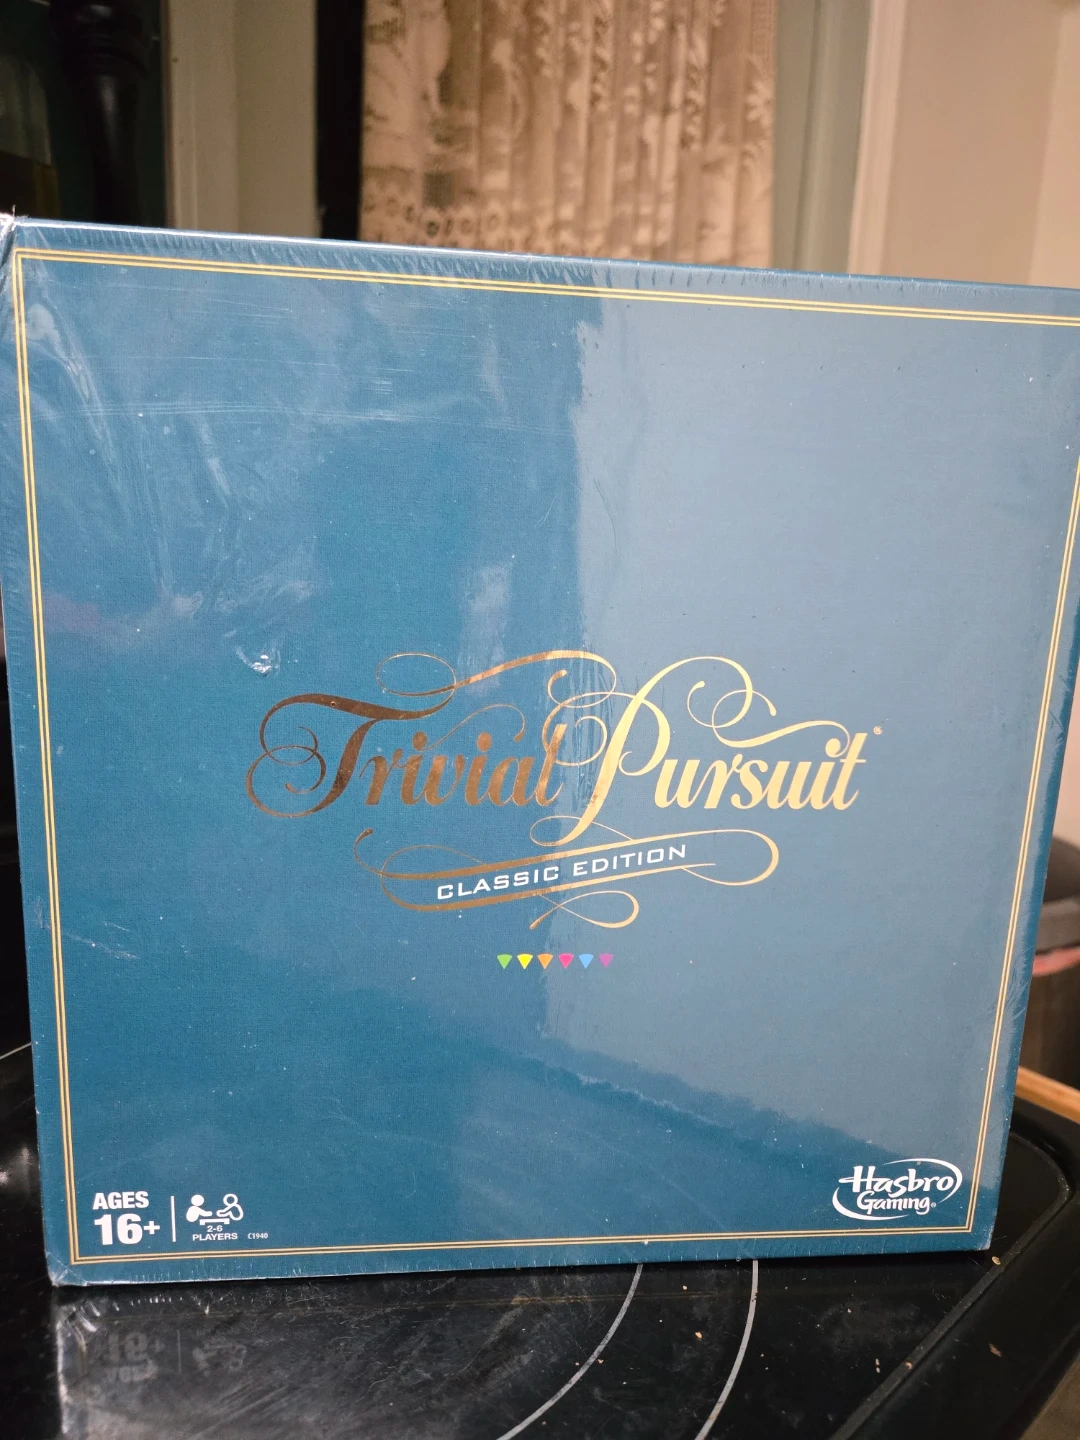 Trivial Pursuit®
CLASSIC EDITION
AGES
16+
2-6
PLAYERS
C1940
Hasbro
Gaming®